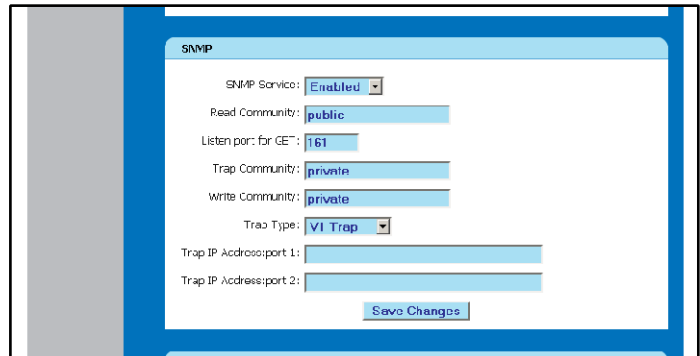 SNMP
SNMP Service: Enabled
Read Community: public
Listen port for GET: 161
Trap Community: private
Write Community: private
Trap Type: V1 Trap
Trap IP Address:port 1:
Trap IP Address:port 2:
Save Changes